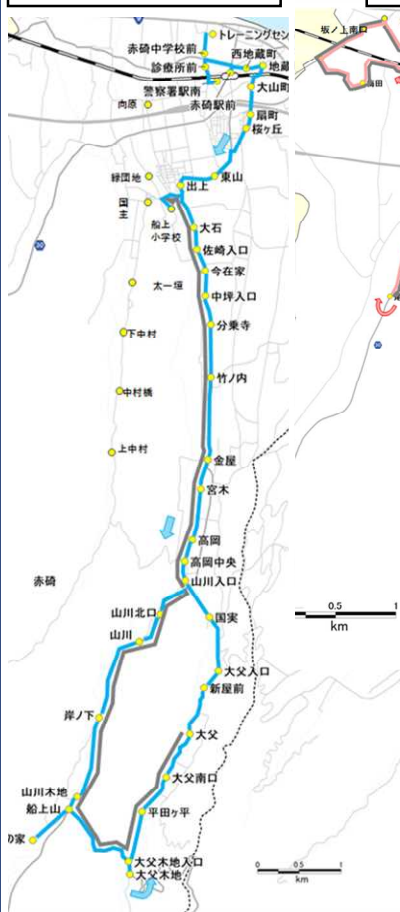 トレーニングセン
赤碕中学校前
西地蔵町
地蔵
診療所前
警察署駅南
大山町
向原
赤碕駅前
扇町
桜ヶ丘
緑団地
東山
出上
国主
船上
小学校
大石
佐崎入口
今在家
太一垣
中坪入口
分乗寺
下中村
竹ノ内
中村橋
上中村
金屋
宮木
高岡
高岡中央
赤碕
山川入口
山川北口
国実
山川
大父入口
新屋前
岸ノ下
大父
大父南口
山川木地
船上山
平田ヶ平
の家
大父木地入口
大父木地
0 0.5 1
km
坂ノ上南口
0.5 1
km